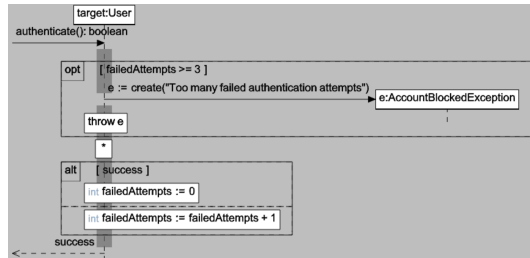 target:User
authenticate(): boolean
opt
[ failedAttempts >= 3 ]
e := create("Too many failed authentication attempts")
e:AccountBlockedException
throw e
*
alt
[ success ]
int failedAttempts := 0
int failedAttempts := failedAttempts + 1
success